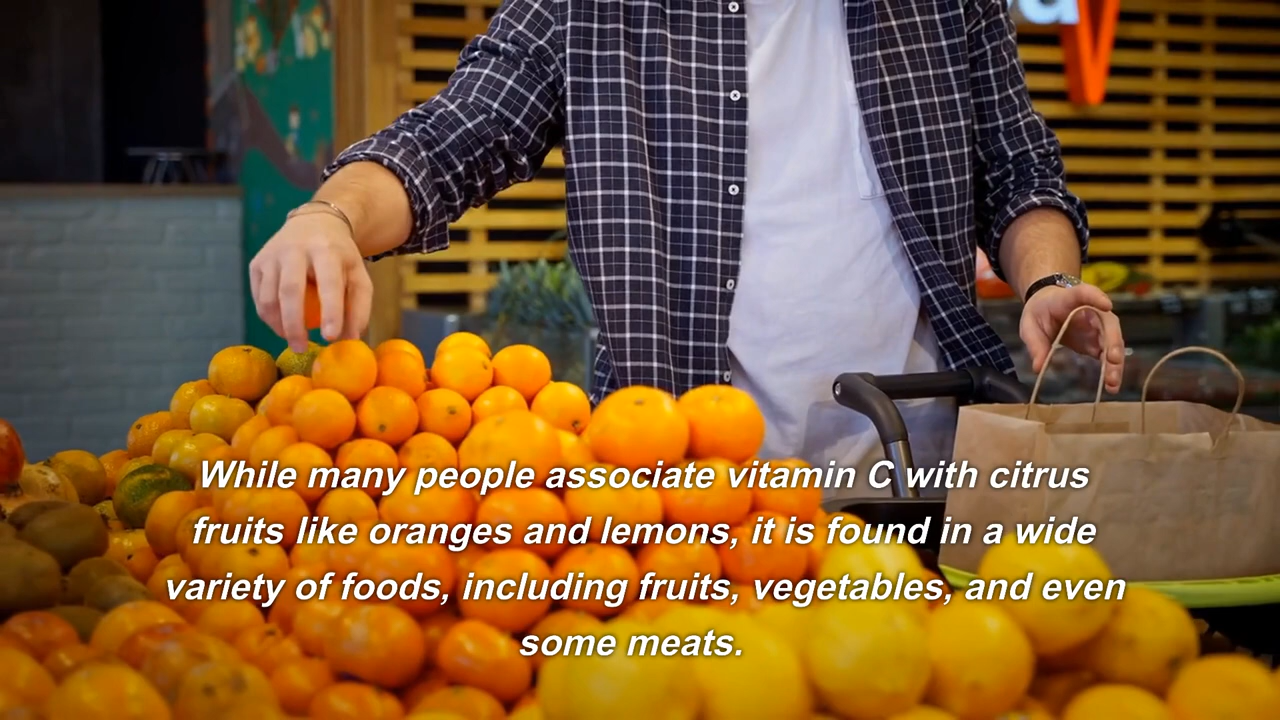 While many people associate vitamin C with citrus
fruits like oranges and lemons, it is found in a wide
variety of foods, including fruits, vegetables, and even
some meats.